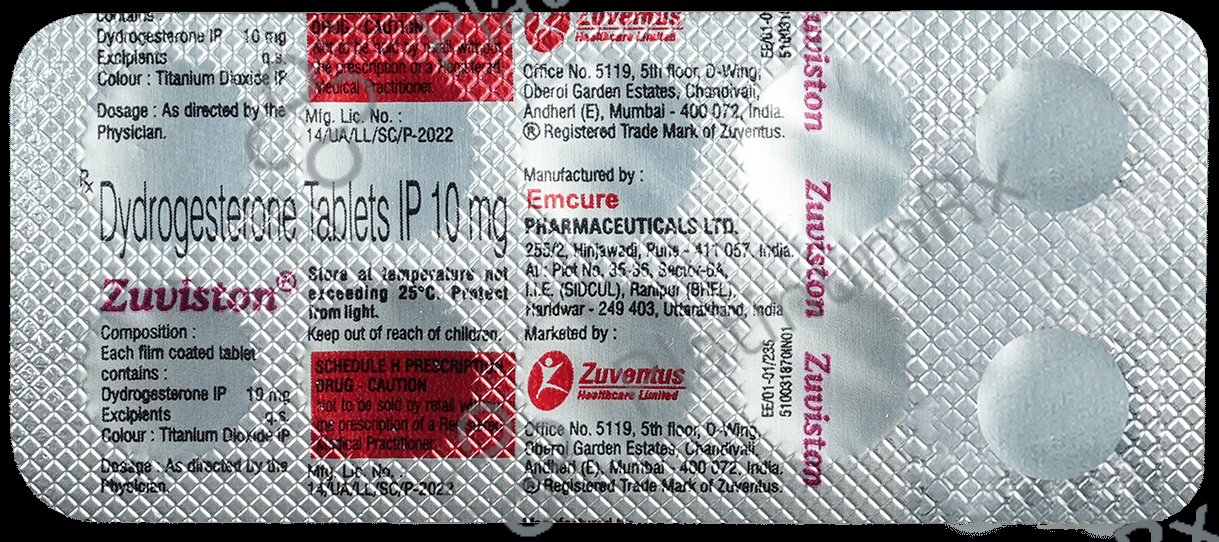 contains :
Dydrogesterone IP 10 mg
Excipients q.s.
Colour : Titanium Dioxide IP
Dosage : As directed by the
Physician.
Rx
Dydrogesterone Tablets IP 10 mg
Zuviston®
Composition :
Each film coated tablet
contains :
Dydrogesterone IP 10 mg
Excipients q.s.
Colour : Titanium Dioxide IP
Dosage : As directed by the
Physician.
DRUG - CAUTION
Not to be sold by retail without
the prescription of a Registered
Medical Practitioner.
Mfg. Lic. No. :
14/UA/LL/SC/P-2022
Store at temperature not
exceeding 25°C. Protect
from light.
Keep out of reach of children.
SCHEDULE H PRESCRIPTION
DRUG - CAUTION
Not to be sold by retail
the prescription of a
Medical Practitioner.
Mfg. Lic. No. :
14/UA/LL/SC/P-2022
Zuventus
Healthcare Limited
Office No. 5119, 5th floor, D-Wing,
Oberoi Garden Estates, Chandivali,
Andheri (E), Mumbai - 400 072, India.
® Registered Trade Mark of Zuventus.
Manufactured by :
Emcure
PHARMACEUTICALS LTD.
255/2, Hinjawadi, Pune - 411 057, India.
At : Plot No. 35-36, Sector-6A,
I.I.E. (SIDCUL), Ranipur (BHEL),
Haridwar - 249 403, Uttarakhand, India
Marketed by :
Zuventus
Healthcare Limited
Office No. 5119, 5th floor, D-Wing,
Oberoi Garden Estates, Chandivali,
Andheri (E), Mumbai - 400 072, India.
® Registered Trade Mark of Zuventus.
Manufactured by
EE/01-01/235
510031870IN01
Zuviston
Zuviston
Zuviston